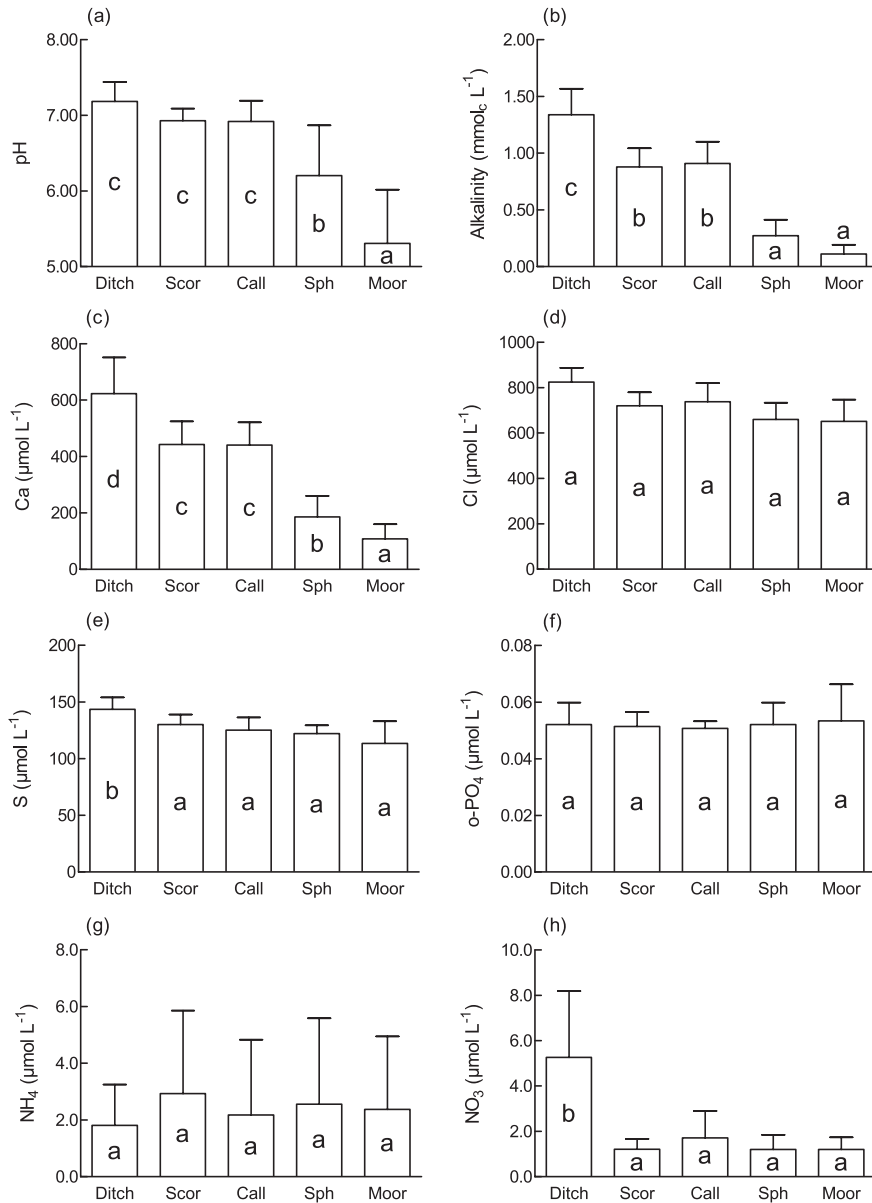 (a)
8.00
7.00
6.00
5.00
pH
c
c
c
b
a
Ditch Scor Call Sph Moor
(b)
2.00
1.50
1.00
0.50
0.00
Alkalinity (mmol_c L⁻¹)
c
b
b
a
a
Ditch Scor Call Sph Moor
(c)
800
600
400
200
0
Ca (µmol L⁻¹)
d
c
c
b
a
Ditch Scor Call Sph Moor
(d)
1000
800
600
400
200
0
Cl (µmol L⁻¹)
a
a
a
a
a
Ditch Scor Call Sph Moor
(e)
200
150
100
50
0
S (µmol L⁻¹)
b
a
a
a
a
Ditch Scor Call Sph Moor
(f)
0.08
0.06
0.04
0.02
0.00
o-PO₄ (µmol L⁻¹)
a
a
a
a
a
Ditch Scor Call Sph Moor
(g)
8.0
6.0
4.0
2.0
0.0
NH₄ (µmol L⁻¹)
a
a
a
a
a
Ditch Scor Call Sph Moor
(h)
10.0
8.0
6.0
4.0
2.0
0.0
NO₃ (µmol L⁻¹)
b
a
a
a
a
Ditch Scor Call Sph Moor